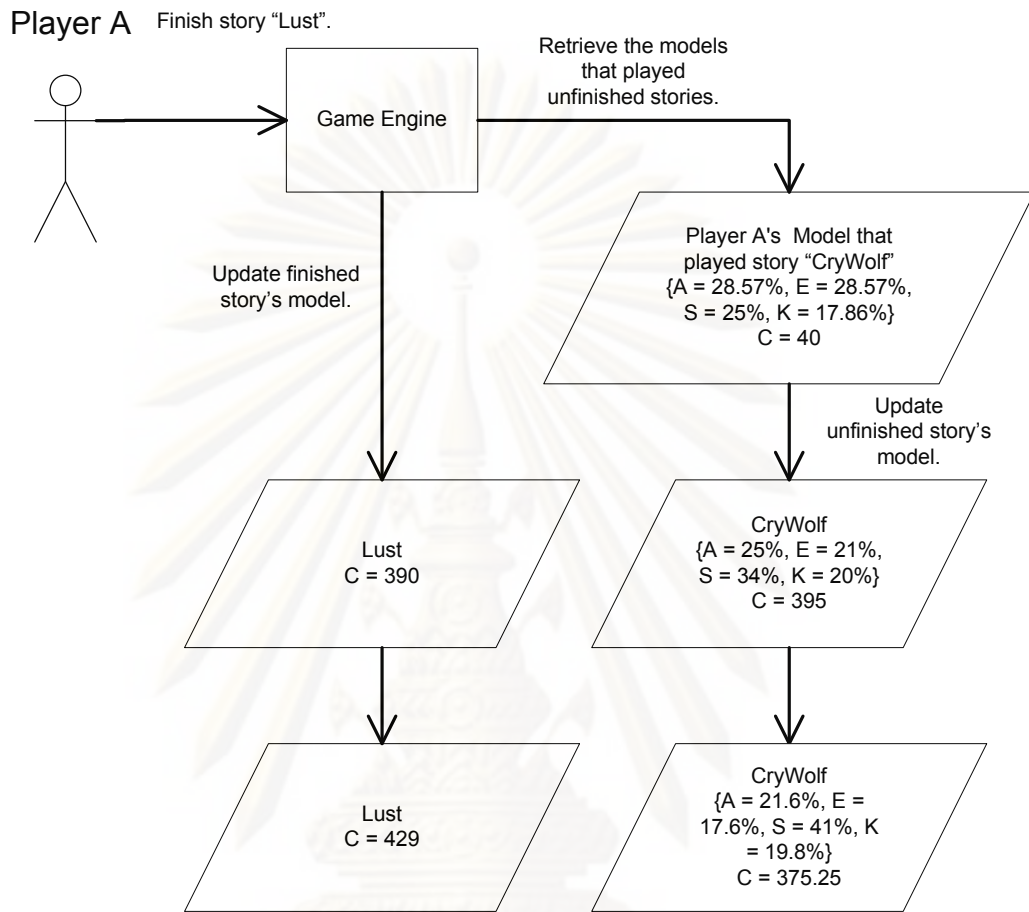 Player A
Finish story “Lust”.
Retrieve the models
that played
unfinished stories.
Game Engine
Player A's  Model that
played story “CryWolf”
{A = 28.57%, E = 28.57%,
S = 25%, K = 17.86%}
C = 40
Update finished
story’s model.
Update
unfinished story’s
model.
Lust
C = 390
CryWolf
{A = 25%, E = 21%,
S = 34%, K = 20%}
C = 395
Lust
C = 429
CryWolf
{A = 21.6%, E =
17.6%, S = 41%, K
= 19.8%}
C = 375.25